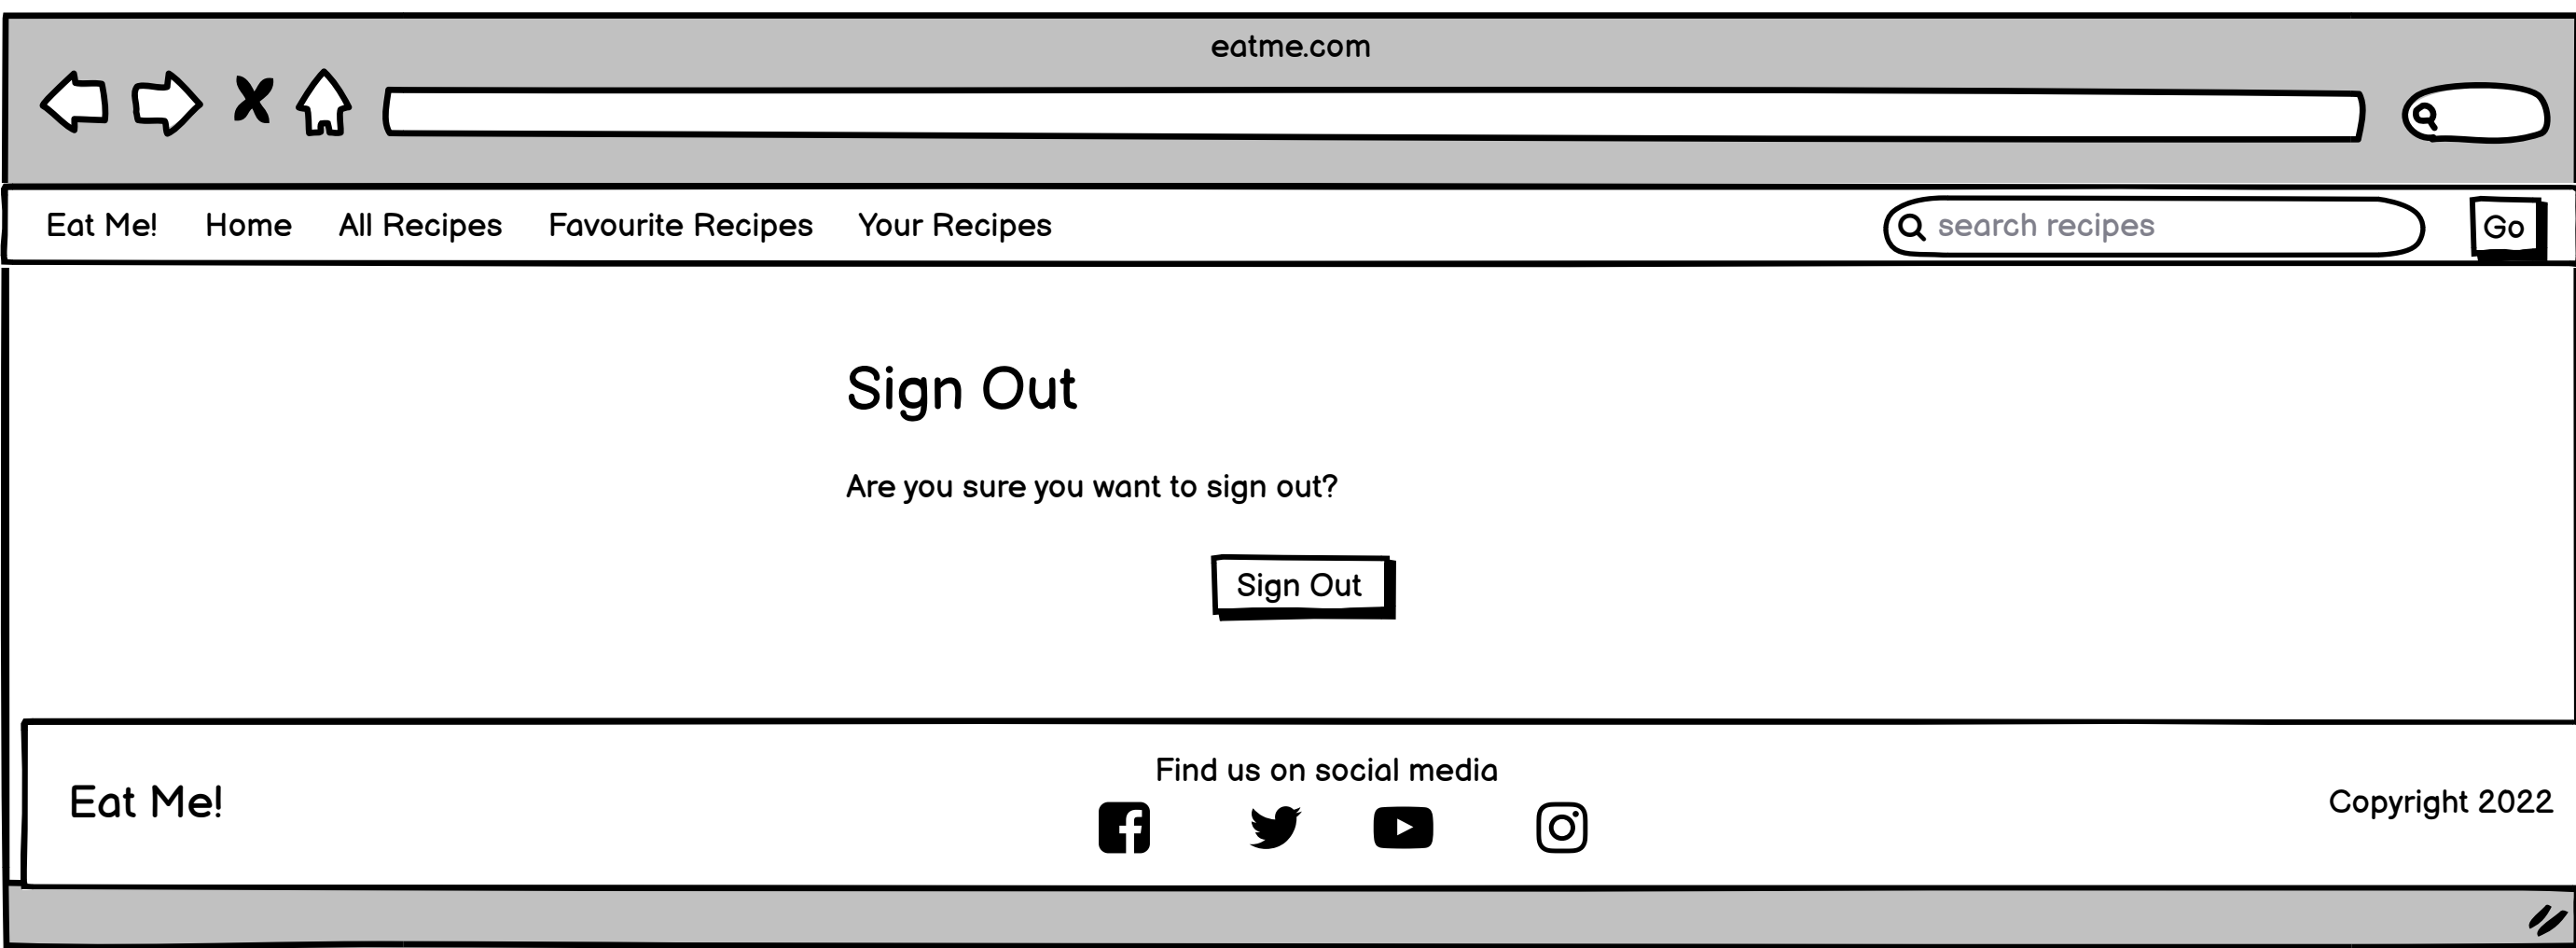 eatme.com
Eat Me! Home All Recipes Favourite Recipes Your Recipes search recipes Go
Sign Out
Are you sure you want to sign out?
Sign Out
Find us on social media
Eat Me!
Copyright 2022